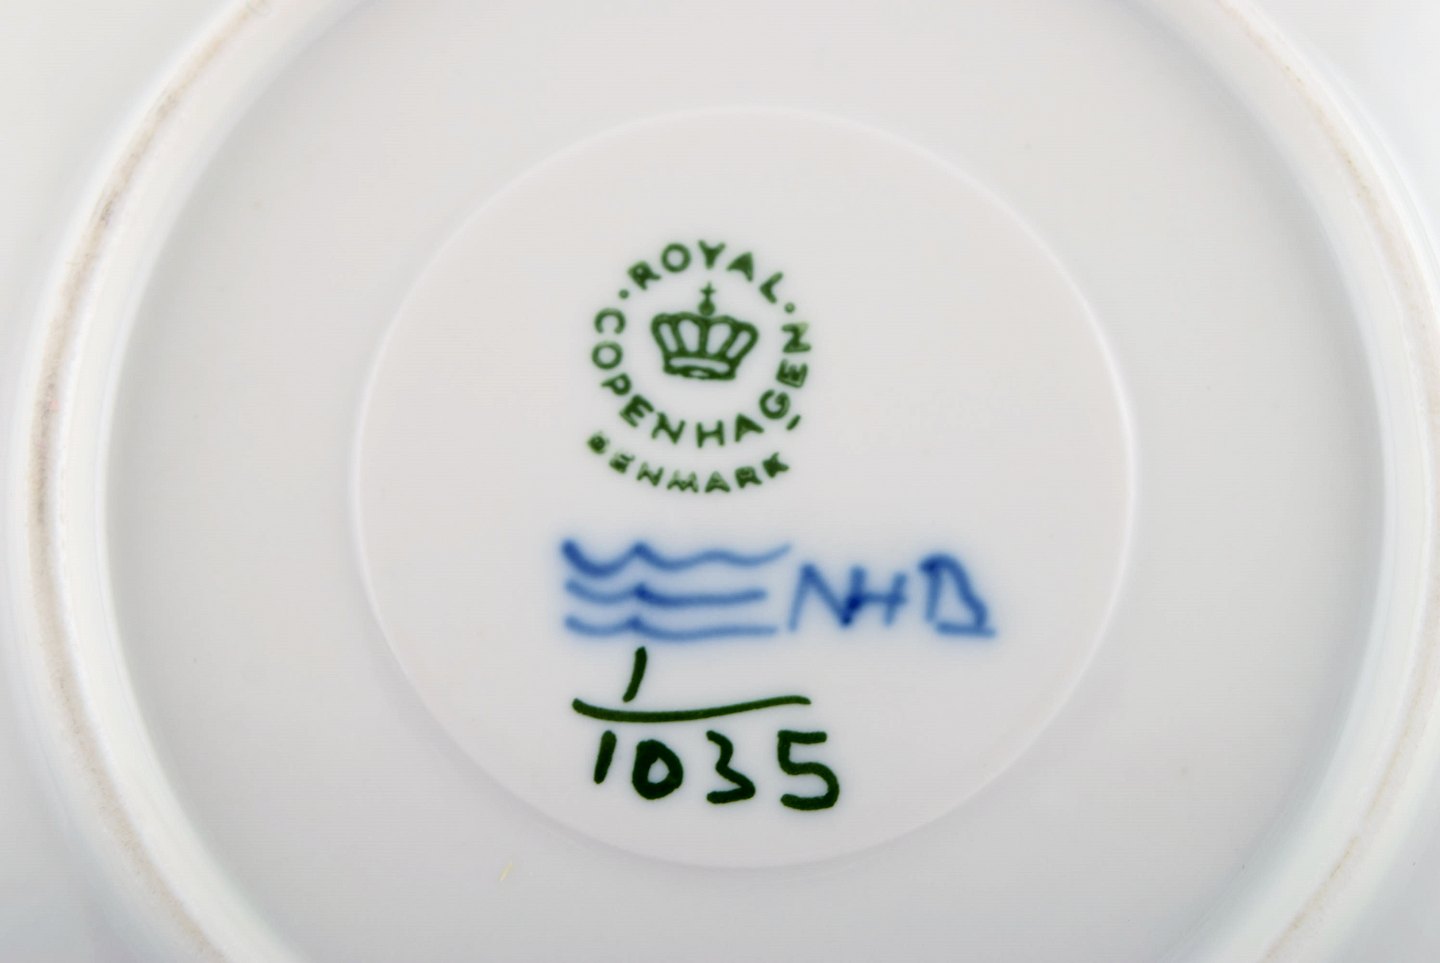 ROYAL
COPENHAGEN
DENMARK
NHB
1
1035